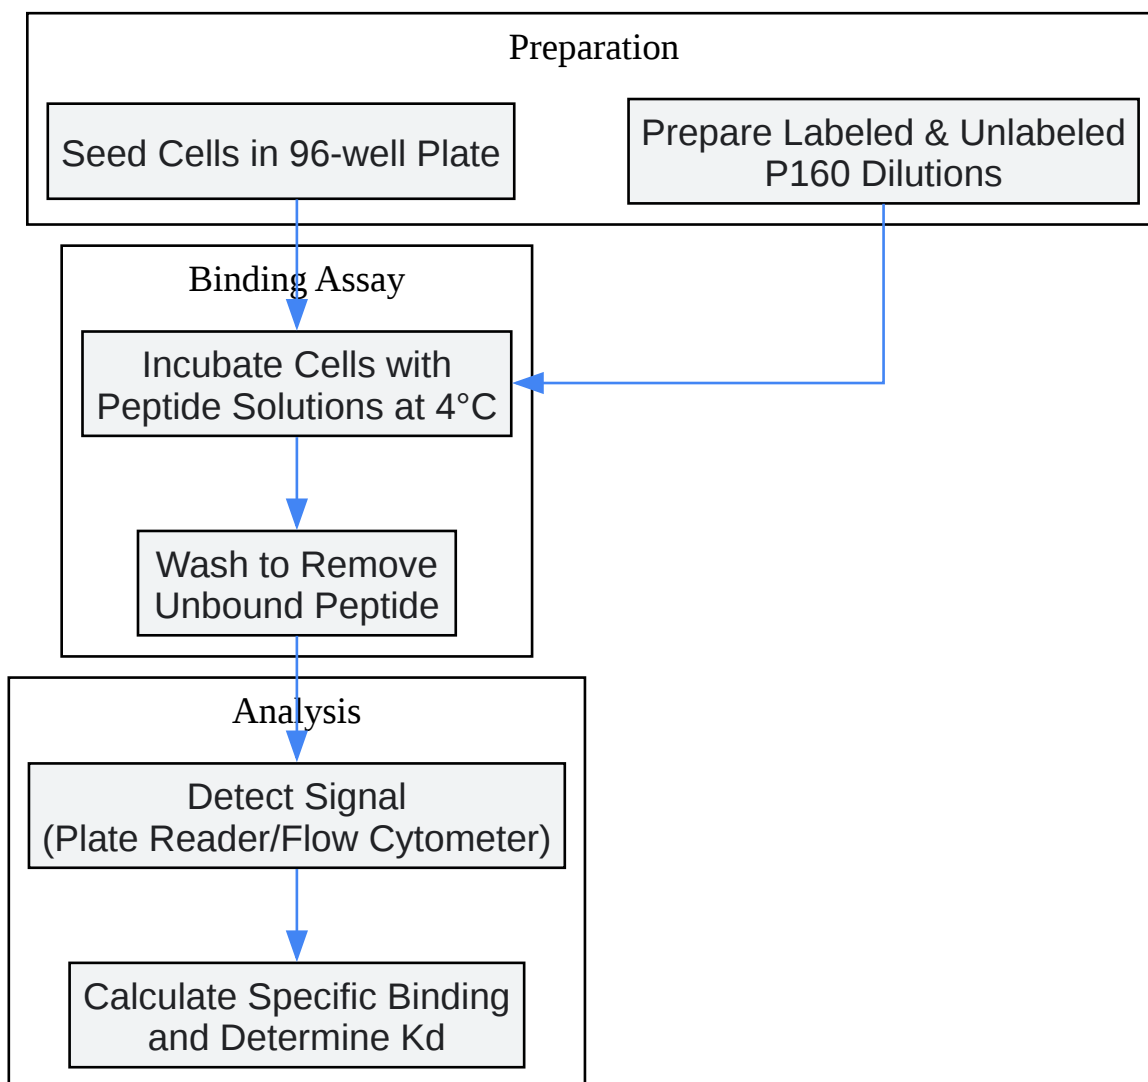 Preparation
Seed Cells in 96-well Plate
Prepare Labeled & Unlabeled
P160 Dilutions
Binding Assay
Incubate Cells with
Peptide Solutions at 4°C
Wash to Remove
Unbound Peptide
Analysis
Detect Signal
(Plate Reader/Flow Cytometer)
Calculate Specific Binding
and Determine Kd